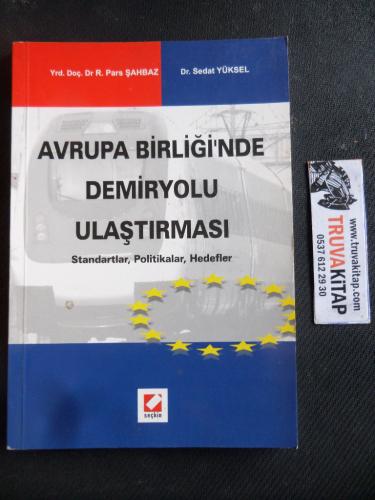 Yrd. Doç. Dr R. Pars ŞAHBAZ
Dr. Sedat YÜKSEL
AVRUPA BİRLİĞİ'NDE
DEMİRYOLU
ULAŞTIRMASI
Standartlar, Politikalar, Hedefler
seçkin
TRUVAKiTAP
www.truvakitap.com
0537 612 29 30